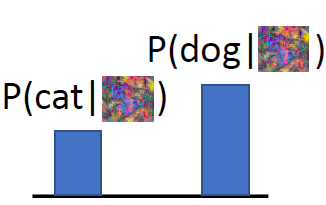 P(dog| )
P(cat| )